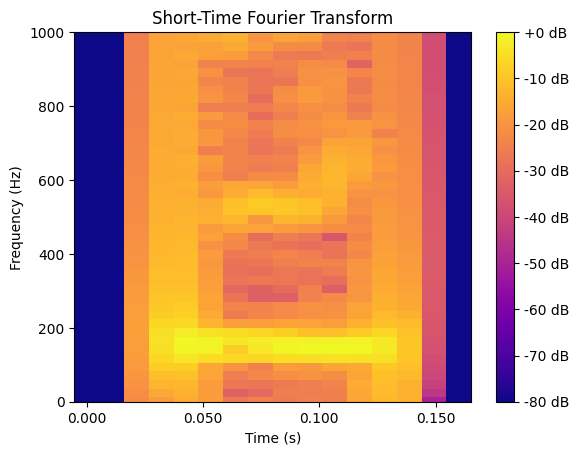 Short-Time Fourier Transform
1000
800
600
400
200
0
Frequency (Hz)
0.000
0.050
0.100
0.150
Time (s)
+0 dB
-10 dB
-20 dB
-30 dB
-40 dB
-50 dB
-60 dB
-70 dB
-80 dB